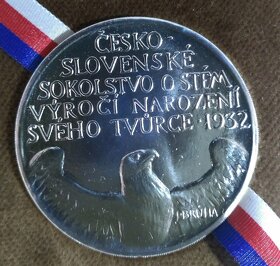 ČESKO-
SLOVENSKÉ
SOKOLSTVO O STÉM
VÝROČÍ NAROZENÍ
SVÉHO TVŮRCE · 1932
J·BRŮHA